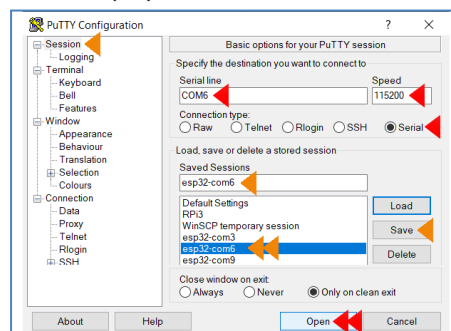 PuTTY Configuration ? ×
Session
Logging
Terminal
Keyboard
Bell
Features
Window
Appearance
Behaviour
Translation
Selection
Colours
Connection
Data
Proxy
Telnet
Rlogin
SSH
Basic options for your PuTTY session
Specify the destination you want to connect to
Serial line Speed
COM6 115200
Connection type:
Raw Telnet Rlogin SSH Serial
Load, save or delete a stored session
Saved Sessions
esp32-com6
Default Settings
RPi3
WinSCP temporary session
esp32-com3
esp32-com6
esp32-com9
Load
Save
Delete
Close window on exit:
Always Never Only on clean exit
About Help Open Cancel